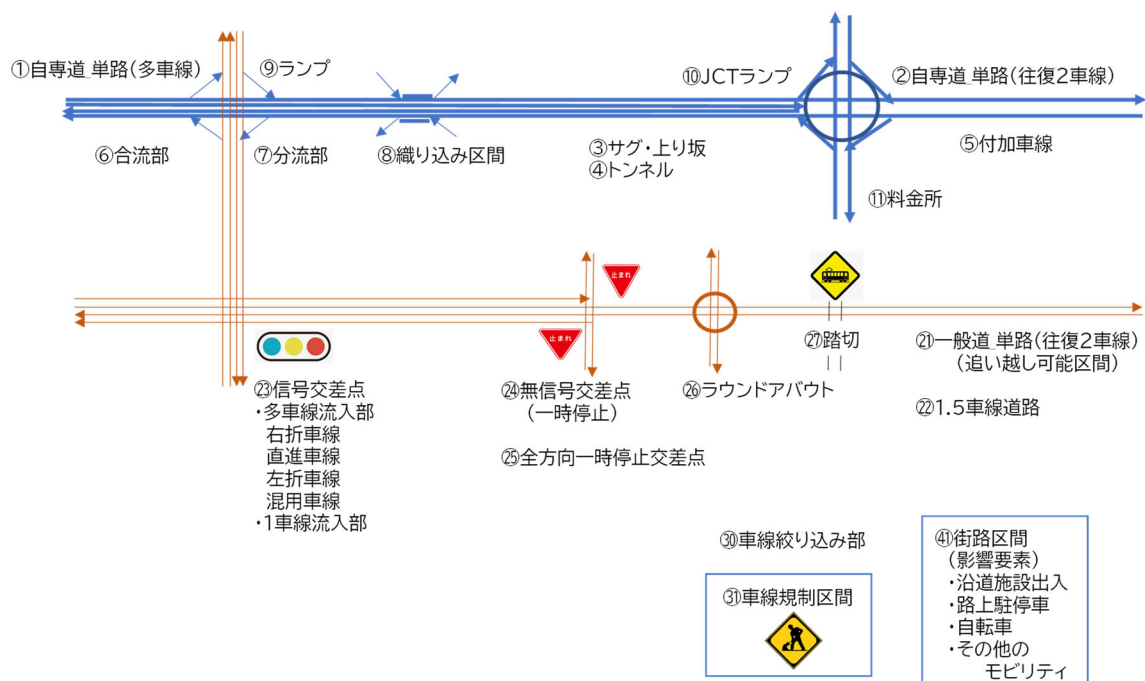 ①自専道_単路(多車線)
⑨ランプ
⑩JCTランプ
②自専道_単路(往復2車線)
⑥合流部
⑦分流部
⑧織り込み区間
③サグ・上り坂
④トンネル
⑤付加車線
⑪料金所
止まれ
止まれ
㉓信号交差点
・多車線流入部
右折車線
直進車線
左折車線
混用車線
・1車線流入部
㉔無信号交差点
(一時停止)
㉕全方向一時停止交差点
㉖ラウンドアバウト
㉗踏切
㉑一般道_単路(往復2車線)
(追い越し可能区間)
㉒1.5車線道路
㉚車線絞り込み部
㉛車線規制区間
㊶街路区間
(影響要素)
・沿道施設出入
・路上駐停車
・自転車
・その他の
モビリティ